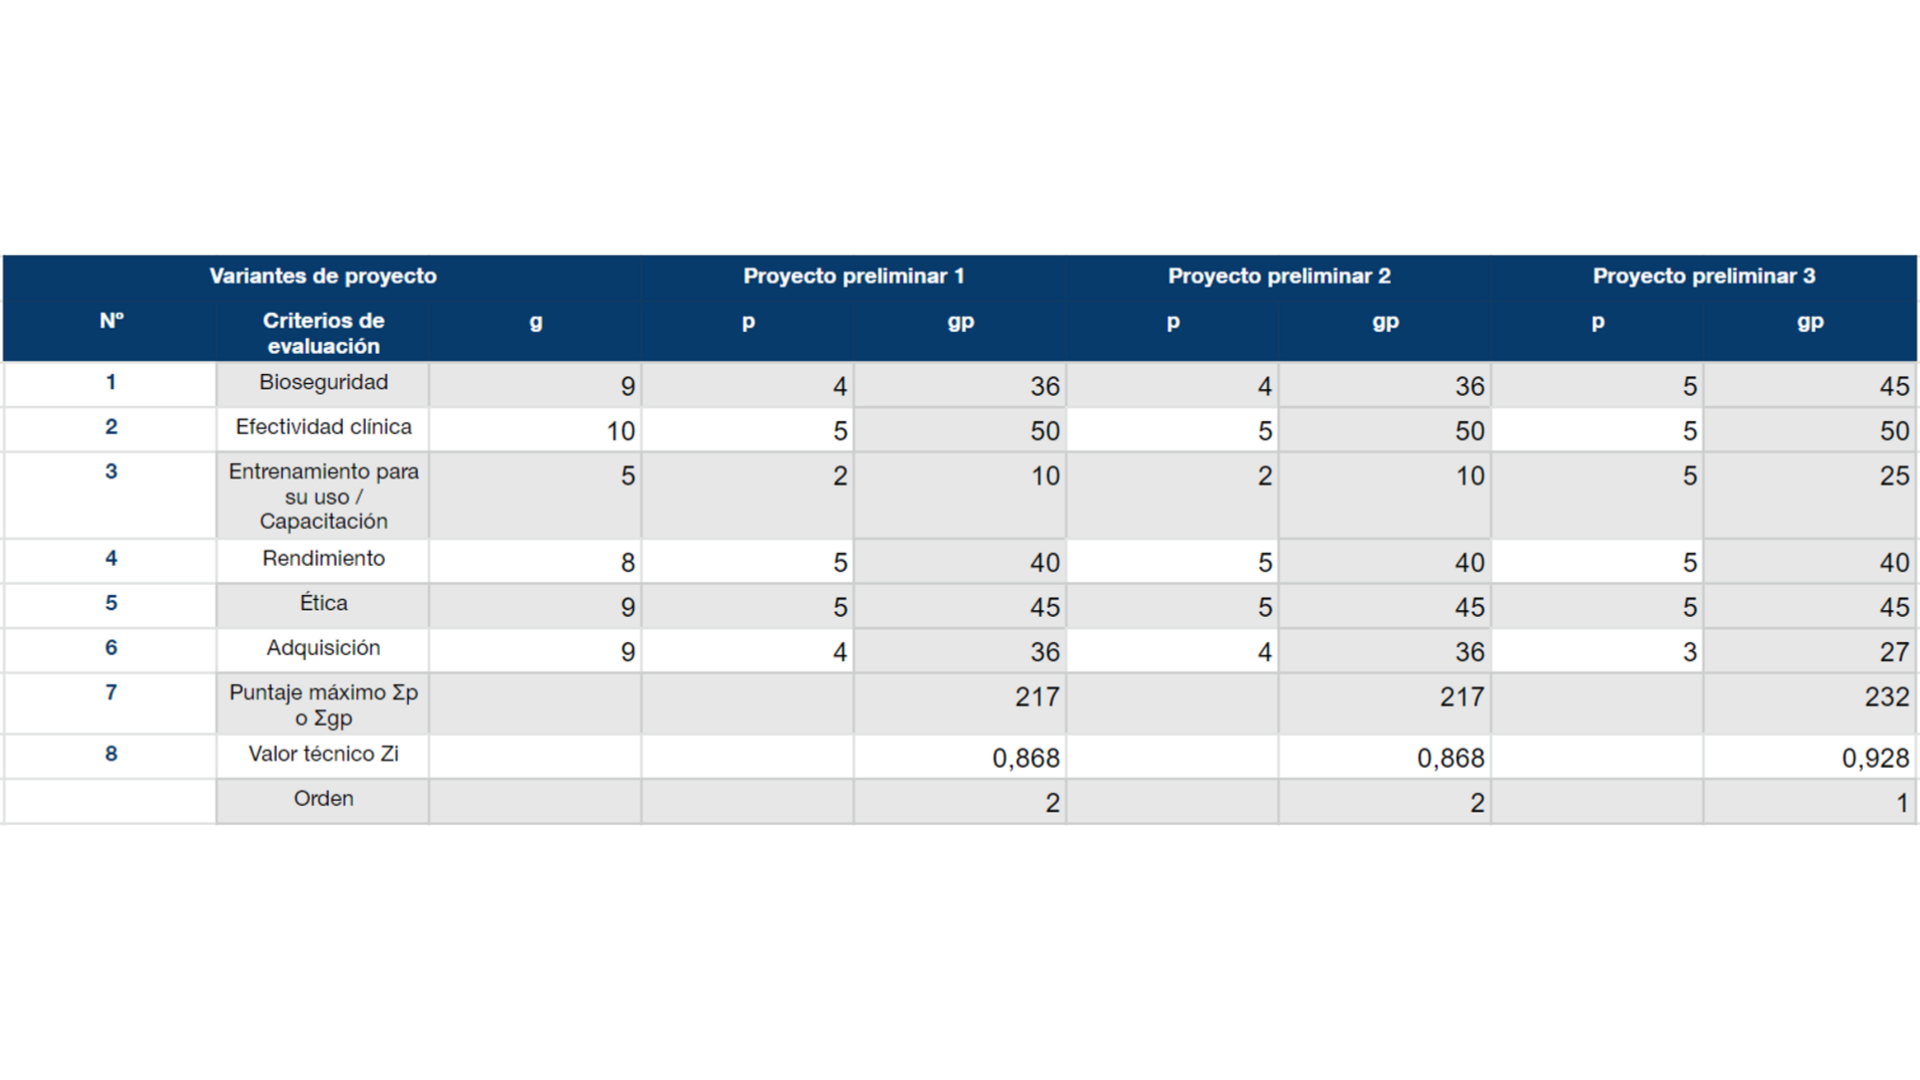 Variantes de proyecto Proyecto preliminar 1 Proyecto preliminar 2 Proyecto preliminar 3
Nº Criterios de evaluación g p gp p gp p gp
1 Bioseguridad 9 4 36 4 36 5 45
2 Efectividad clínica 10 5 50 5 50 5 50
3 Entrenamiento para su uso / Capacitación 5 2 10 2 10 5 25
4 Rendimiento 8 5 40 5 40 5 40
5 Ética 9 5 45 5 45 5 45
6 Adquisición 9 4 36 4 36 3 27
7 Puntaje máximo Σp o Σgp 217 217 232
8 Valor técnico Zi 0,868 0,868 0,928
Orden 2 2 1